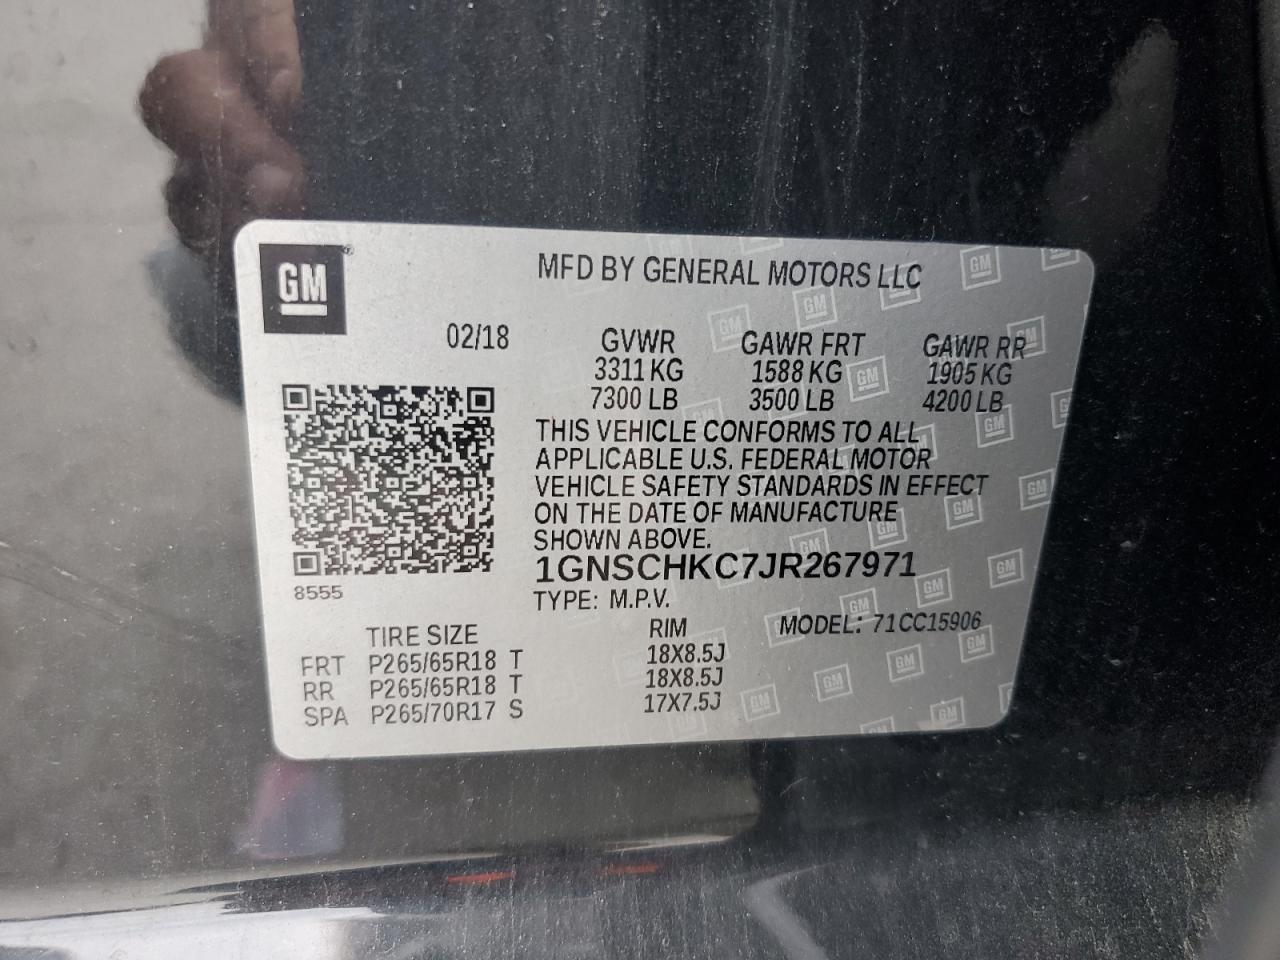 GM
MFD BY GENERAL MOTORS LLC
02/18 GVWR GAWR FRT GAWR RR
3311 KG 1588 KG 1905 KG
7300 LB 3500 LB 4200 LB
THIS VEHICLE CONFORMS TO ALL
APPLICABLE U.S. FEDERAL MOTOR
VEHICLE SAFETY STANDARDS IN EFFECT
ON THE DATE OF MANUFACTURE
SHOWN ABOVE.
1GNSCHKC7JR267971
8555
TYPE: M.P.V.
TIRE SIZE RIM MODEL: 71CC15906
FRT P265/65R18 T 18X8.5J
RR P265/65R18 T 18X8.5J
SPA P265/70R17 S 17X7.5J